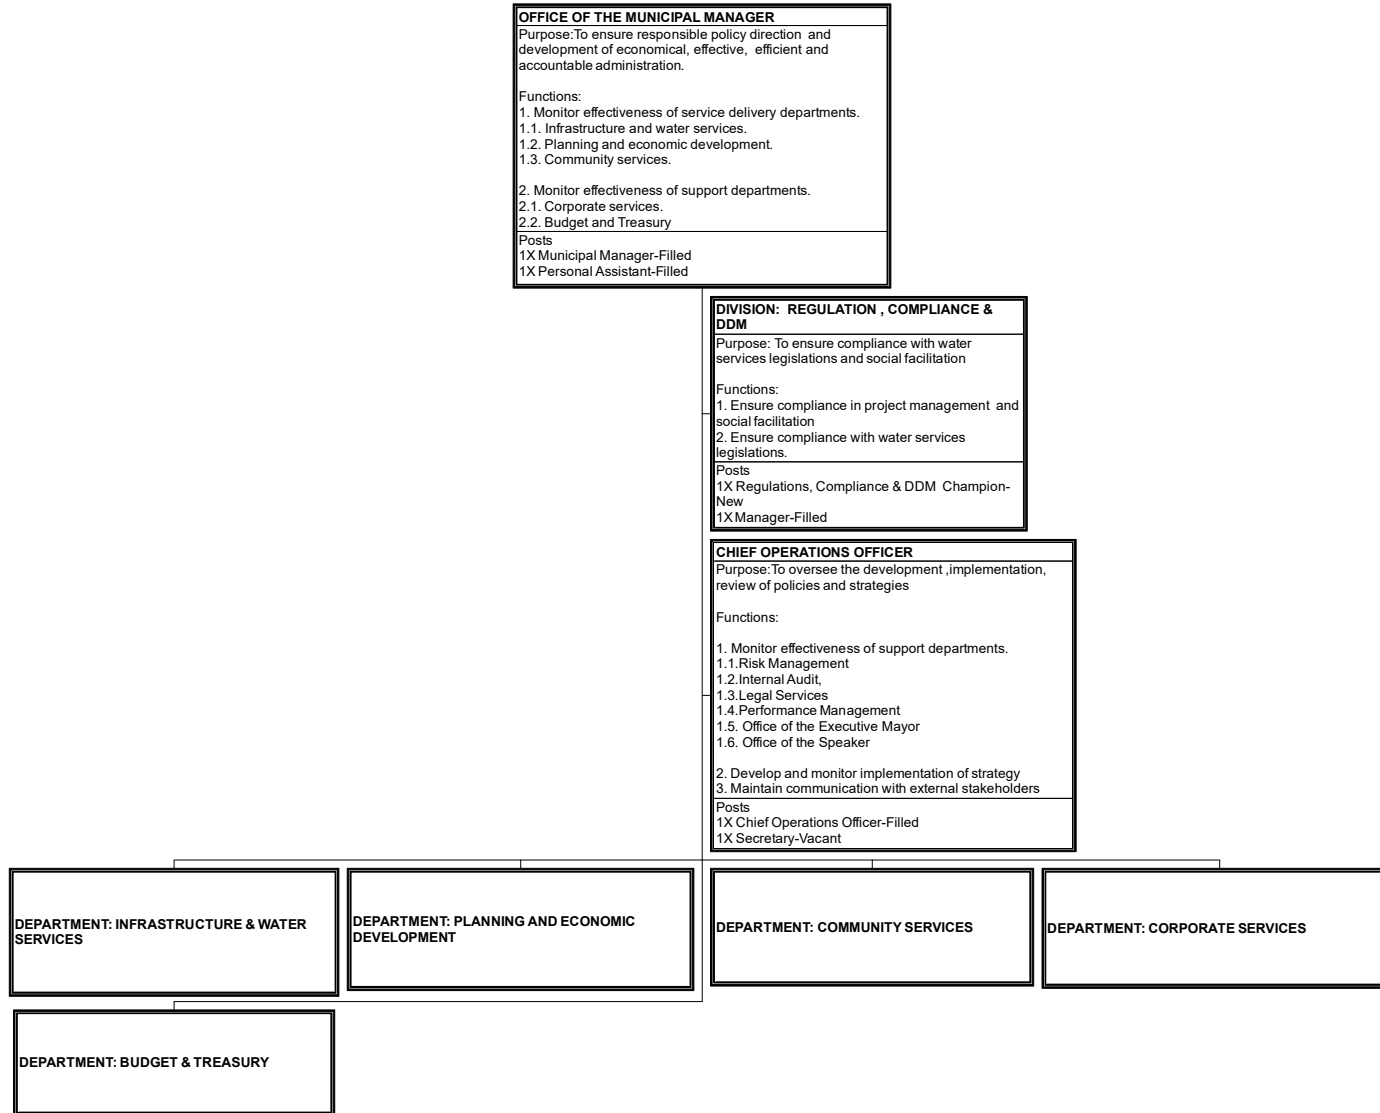 OFFICE OF THE MUNICIPAL MANAGER
Purpose:To ensure responsible policy direction and
development of economical, effective, efficient and
accountable administration.
Functions:
1. Monitor effectiveness of service delivery departments.
1.1. Infrastructure and water services.
1.2. Planning and economic development.
1.3. Community services.
2. Monitor effectiveness of support departments.
2.1. Corporate services.
2.2. Budget and Treasury
Posts
1X Municipal Manager-Filled
1X Personal Assistant-Filled
DIVISION: REGULATION , COMPLIANCE &
DDM
Purpose: To ensure compliance with water
services legislations and social facilitation
Functions:
1. Ensure compliance in project management and
social facilitation
2. Ensure compliance with water services
legislations.
Posts
1X Regulations, Compliance & DDM Champion-
New
1X Manager-Filled
CHIEF OPERATIONS OFFICER
Purpose:To oversee the development ,implementation,
review of policies and strategies
Functions:
1. Monitor effectiveness of support departments.
1.1.Risk Management
1.2.Internal Audit,
1.3.Legal Services
1.4.Performance Management
1.5. Office of the Executive Mayor
1.6. Office of the Speaker
2. Develop and monitor implementation of strategy
3. Maintain communication with external stakeholders
Posts
1X Chief Operations Officer-Filled
1X Secretary-Vacant
DEPARTMENT: INFRASTRUCTURE & WATER
SERVICES
DEPARTMENT: PLANNING AND ECONOMIC
DEVELOPMENT
DEPARTMENT: COMMUNITY SERVICES
DEPARTMENT: CORPORATE SERVICES
DEPARTMENT: BUDGET & TREASURY